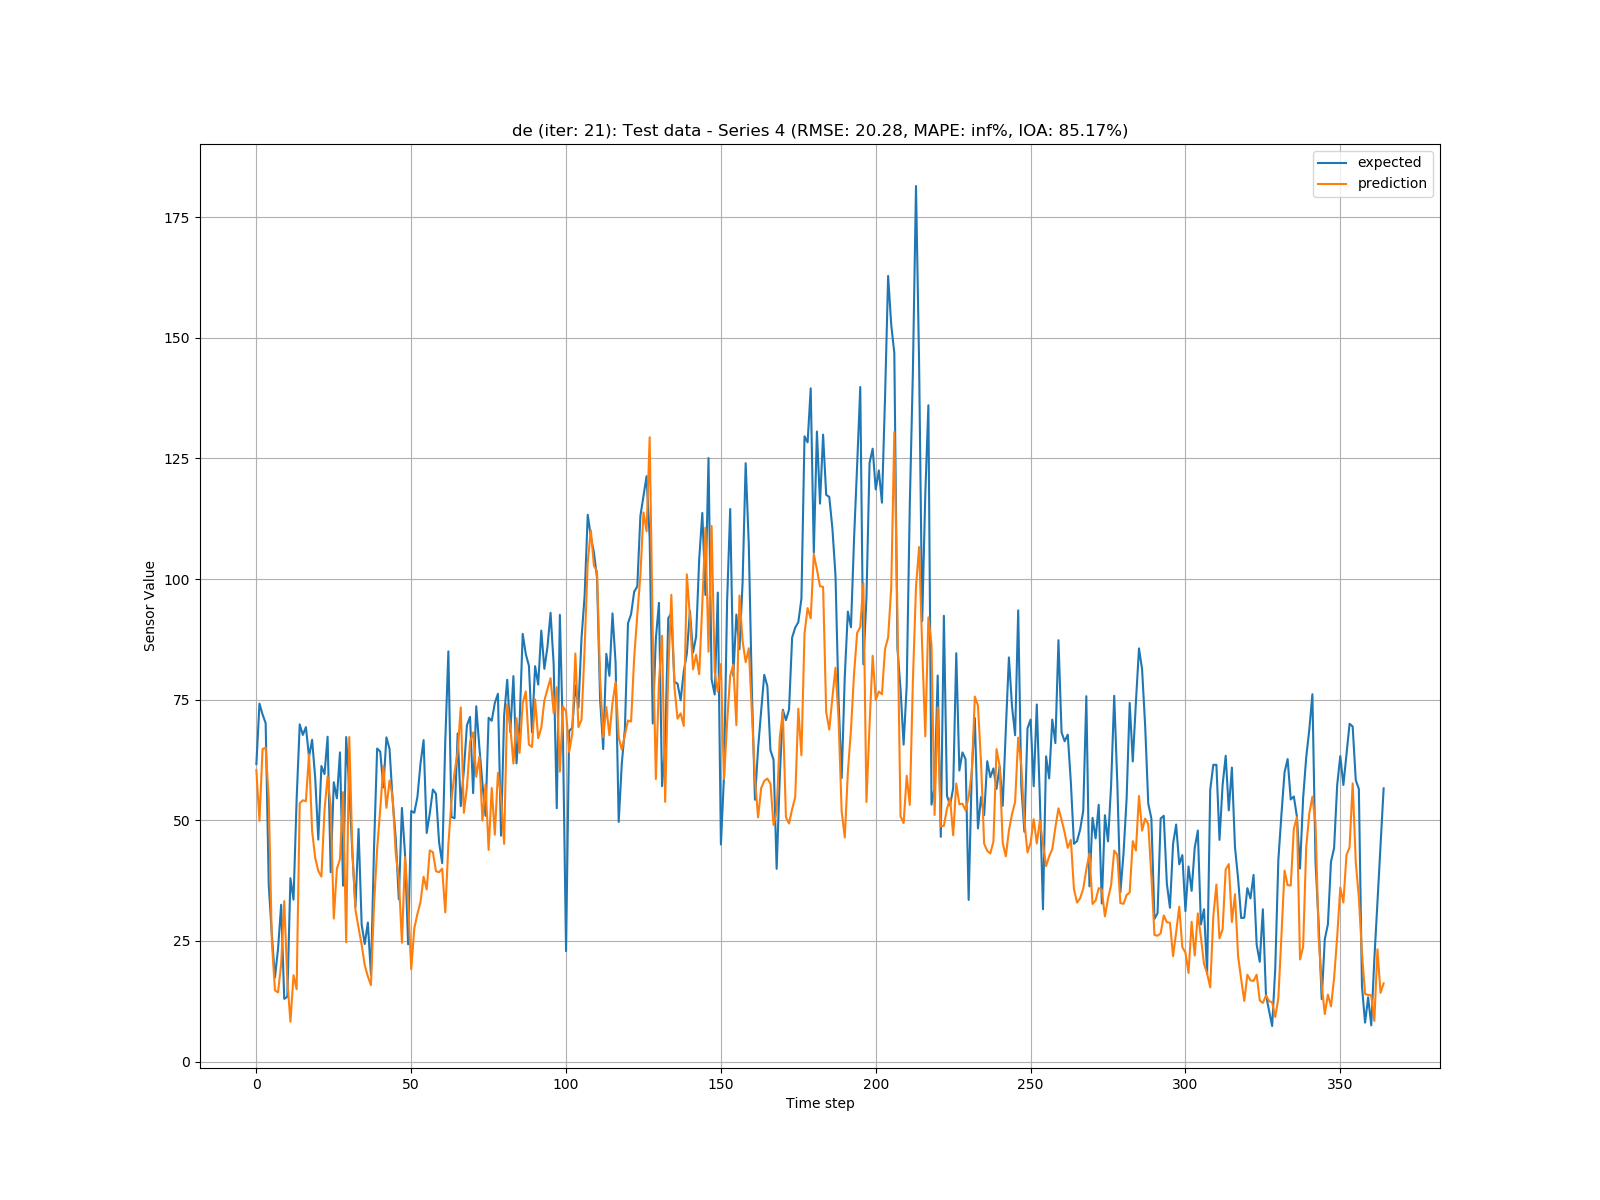 de (iter: 21): Test data - Series 4 (RMSE: 20.28, MAPE: inf%, IOA: 85.17%)
expected
prediction
175
150
125
100
75
50
25
0
Sensor Value
0 50 100 150 200 250 300 350
Time step